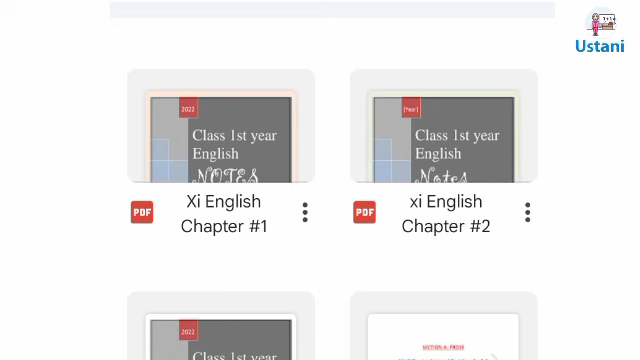 Ustani
2022
Class 1st year
English
NOTES
[Year]
Class 1st year
English
Notes
PDF
Xi English
Chapter #1
PDF
xi English
Chapter #2
2022
Class 1st year
SECTION A: PROSE